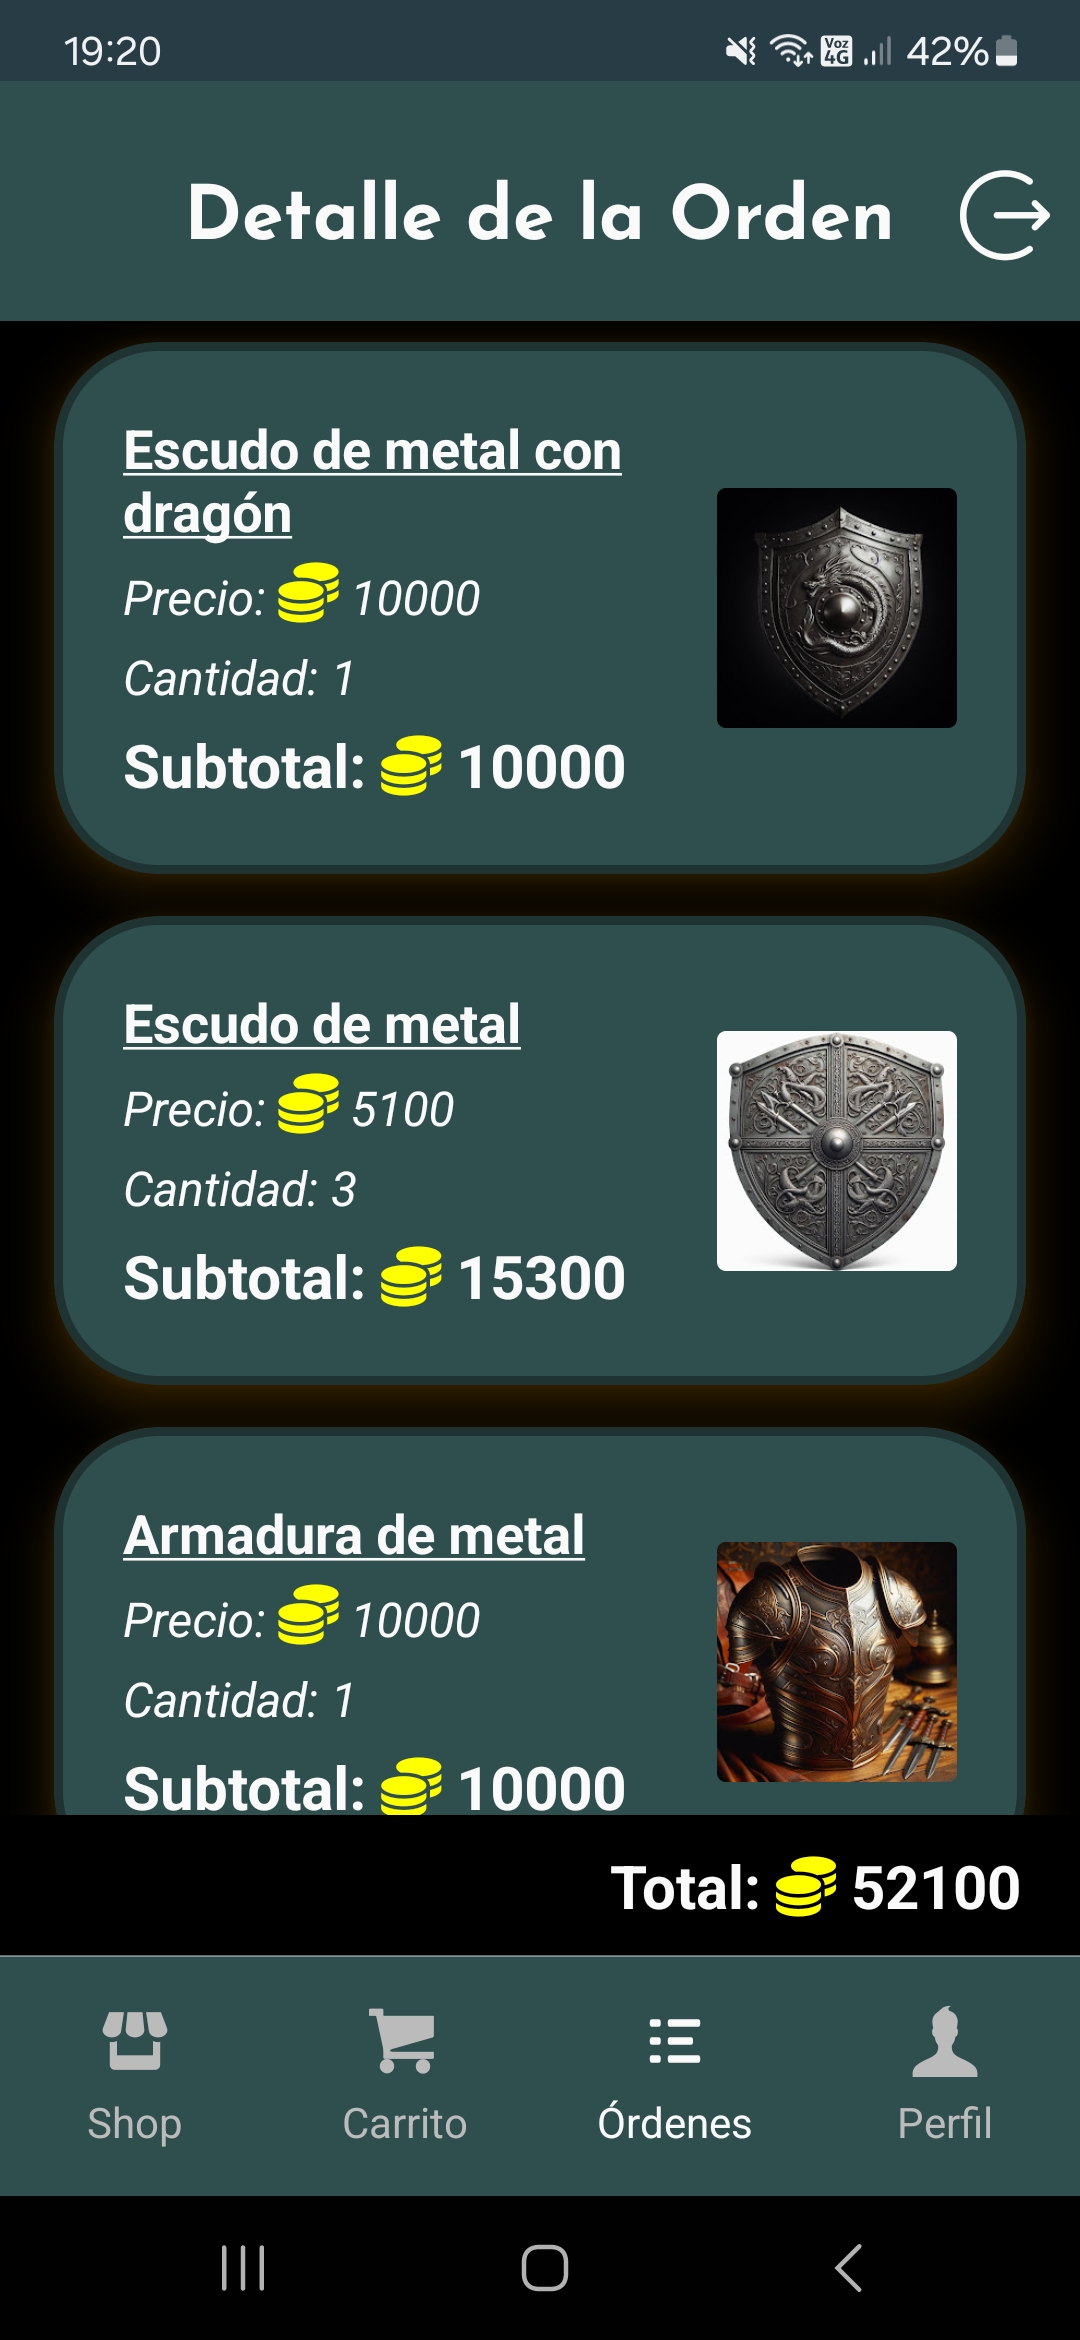 19:20
Voz 4G 42%
Detalle de la Orden
Escudo de metal con
dragón
Precio: 10000
Cantidad: 1
Subtotal: 10000
Escudo de metal
Precio: 5100
Cantidad: 3
Subtotal: 15300
Armadura de metal
Precio: 10000
Cantidad: 1
Subtotal: 10000
Total: 52100
Shop Carrito Órdenes Perfil